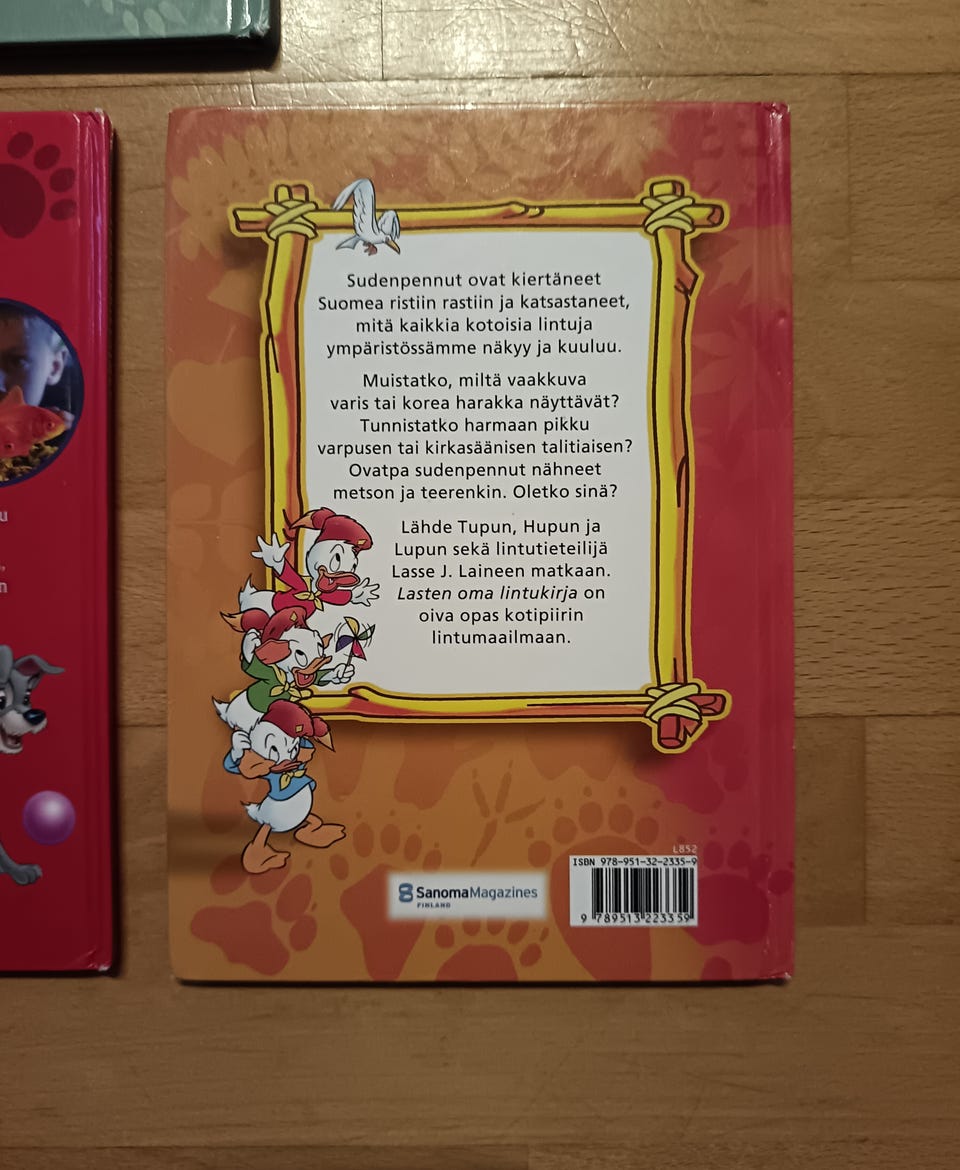 Sudenpennut ovat kiertäneet
Suomea ristiin rastiin ja katsastaneet,
mitä kaikkia kotoisia lintuja
ympäristössämme näkyy ja kuuluu.
Muistatko, miltä vaakkuva
varis tai korea harakka näyttävät?
Tunnistatko harmaan pikku
varpusen tai kirkasäänisen talitiaisen?
Ovatpa sudenpennut nähneet
metson ja teerenkin. Oletko sinä?
Lähde Tupun, Hupun ja
Lupun sekä lintutieteilijä
Lasse J. Laineen matkaan.
Lasten oma lintukirja on
oiva opas kotipiirin
lintumaailmaan.
L852
ISBN 978-951-32-2335-9
SanomaMagazines
FINLAND
9 789513 223359